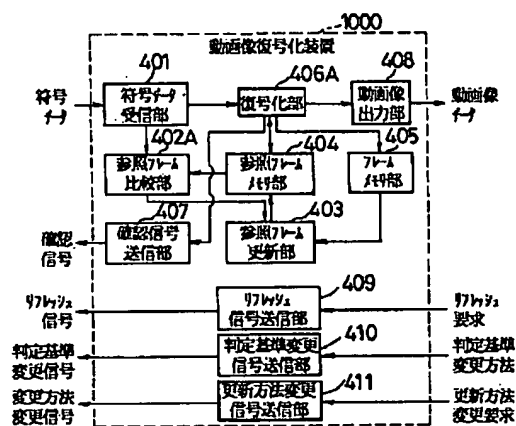 1000
動画像復号化装置
401
符号データ
受信部
406A
復号化部
408
動画像
出力部
符号
データ
動画像
データ
402A
参照フレーム
比較部
404
参照フレーム
メモリ部
405
フレーム
メモリ部
407
確認信号
送信部
403
参照フレーム
更新部
確認
信号
409
リフレッシュ
信号送信部
リフレッシュ
信号
リフレッシュ
要求
410
判定基準変更
信号送信部
判定基準
変更信号
判定基準
変更方法
411
更新方法変更
信号送信部
変更方法
変更信号
更新方法
変更要求